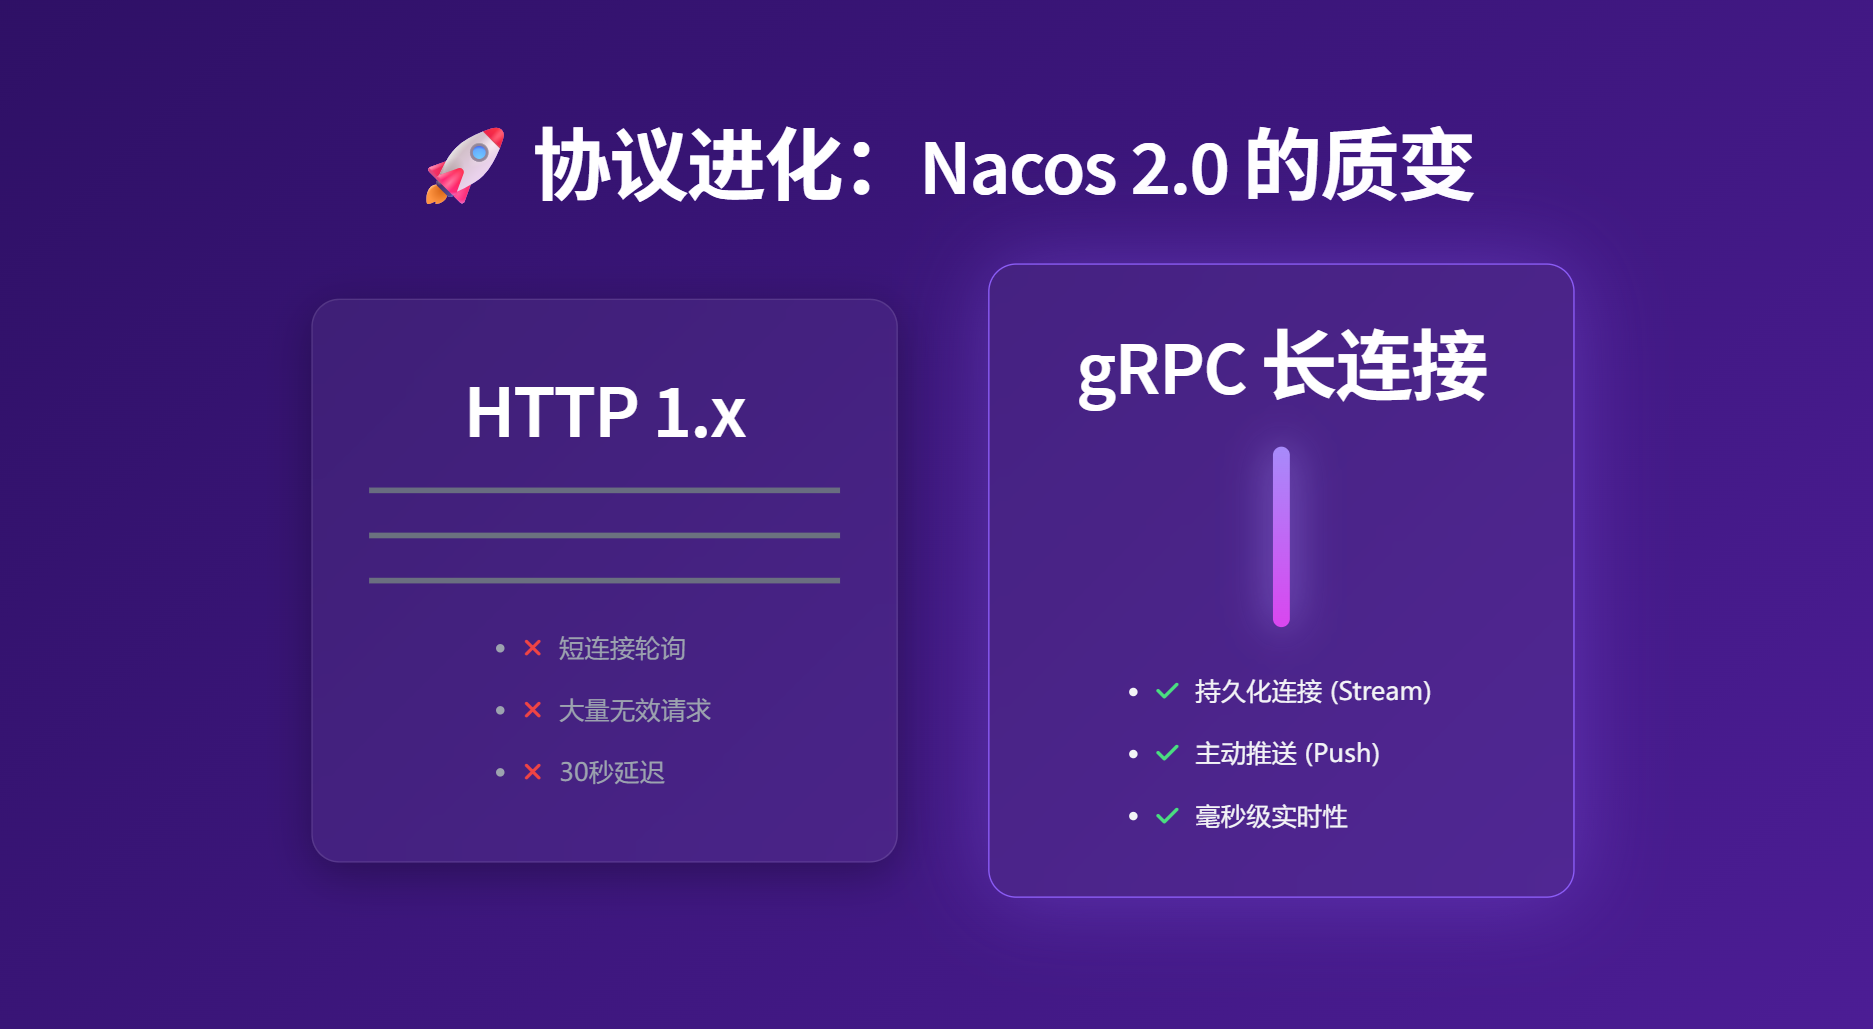 🚀 协议进化：Nacos 2.0 的质变
HTTP 1.x
• ✕ 短连接轮询
• ✕ 大量无效请求
• ✕ 30秒延迟
gRPC 长连接
• ✓ 持久化连接 (Stream)
• ✓ 主动推送 (Push)
• ✓ 毫秒级实时性